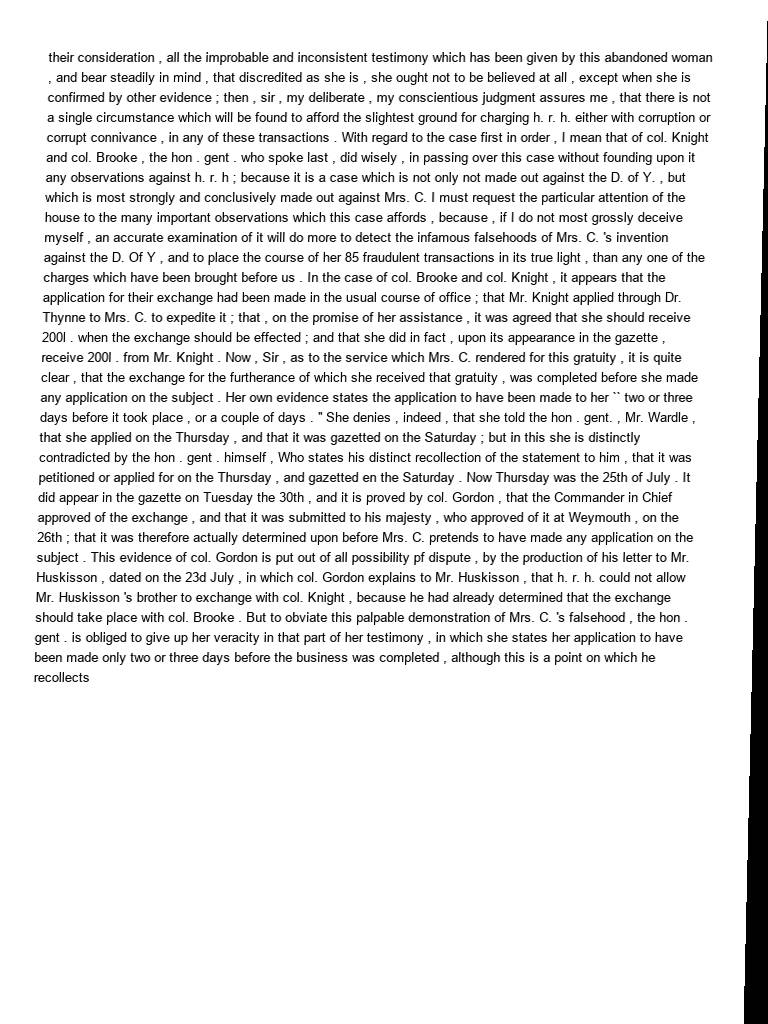 their consideration , all the improbable and inconsistent testimony which has been given by this abandoned woman
, and bear steadily in mind , that discredited as she is , she ought not to be believed at all , except when she is
confirmed by other evidence ; then , sir , my deliberate , my conscientious judgment assures me , that there is not
a single circumstance which will be found to afford the slightest ground for charging h. r. h. either with corruption or
corrupt connivance , in any of these transactions . With regard to the case first in order , I mean that of col. Knight
and col. Brooke , the hon . gent . who spoke last , did wisely , in passing over this case without founding upon it
any observations against h. r. h ; because it is a case which is not only not made out against the D. of Y. , but
which is most strongly and conclusively made out against Mrs. C. I must request the particular attention of the
house to the many important observations which this case affords , because , if I do not most grossly deceive
myself , an accurate examination of it will do more to detect the infamous falsehoods of Mrs. C. 's invention
against the D. Of Y , and to place the course of her 85 fraudulent transactions in its true light , than any one of the
charges which have been brought before us . In the case of col. Brooke and col. Knight , it appears that the
application for their exchange had been made in the usual course of office ; that Mr. Knight applied through Dr.
Thynne to Mrs. C. to expedite it ; that , on the promise of her assistance , it was agreed that she should receive
200l . when the exchange should be effected ; and that she did in fact , upon its appearance in the gazette ,
receive 200l . from Mr. Knight . Now , Sir , as to the service which Mrs. C. rendered for this gratuity , it is quite
clear , that the exchange for the furtherance of which she received that gratuity , was completed before she made
any application on the subject . Her own evidence states the application to have been made to her `` two or three
days before it took place , or a couple of days . '' She denies , indeed , that she told the hon . gent. , Mr. Wardle ,
that she applied on the Thursday , and that it was gazetted on the Saturday ; but in this she is distinctly
contradicted by the hon . gent . himself , Who states his distinct recollection of the statement to him , that it was
petitioned or applied for on the Thursday , and gazetted en the Saturday . Now Thursday was the 25th of July . It
did appear in the gazette on Tuesday the 30th , and it is proved by col. Gordon , that the Commander in Chief
approved of the exchange , and that it was submitted to his majesty , who approved of it at Weymouth , on the
26th ; that it was therefore actually determined upon before Mrs. C. pretends to have made any application on the
subject . This evidence of col. Gordon is put out of all possibility pf dispute , by the production of his letter to Mr.
Huskisson , dated on the 23d July , in which col. Gordon explains to Mr. Huskisson , that h. r. h. could not allow
Mr. Huskisson 's brother to exchange with col. Knight , because he had already determined that the exchange
should take place with col. Brooke . But to obviate this palpable demonstration of Mrs. C. 's falsehood , the hon .
gent . is obliged to give up her veracity in that part of her testimony , in which she states her application to have
been made only two or three days before the business was completed , although this is a point on which he
recollects